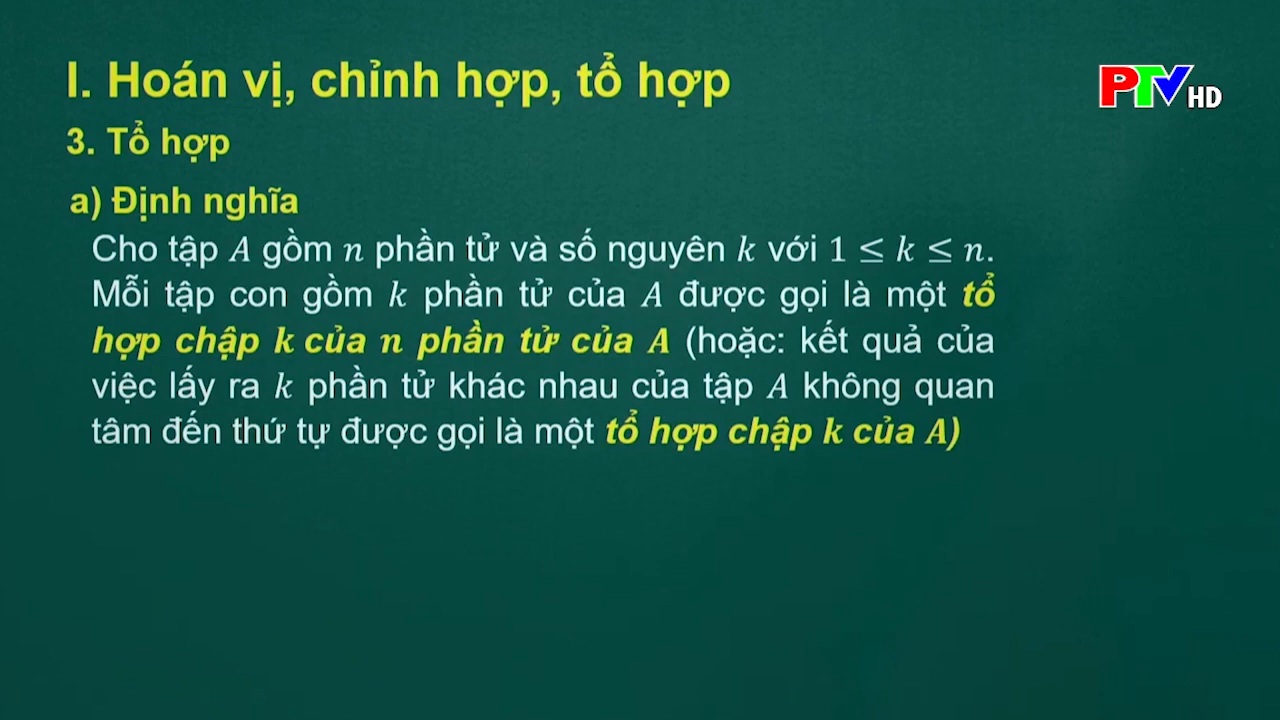 I. Hoán vị, chỉnh hợp, tổ hợp
PTV HD
3. Tổ hợp
a) Định nghĩa
Cho tập A gồm n phần tử và số nguyên k với 1 ≤ k ≤ n.
Mỗi tập con gồm k phần tử của A được gọi là một tổ
hợp chập k của n phần tử của A (hoặc: kết quả của
việc lấy ra k phần tử khác nhau của tập A không quan
tâm đến thứ tự được gọi là một tổ hợp chập k của A)